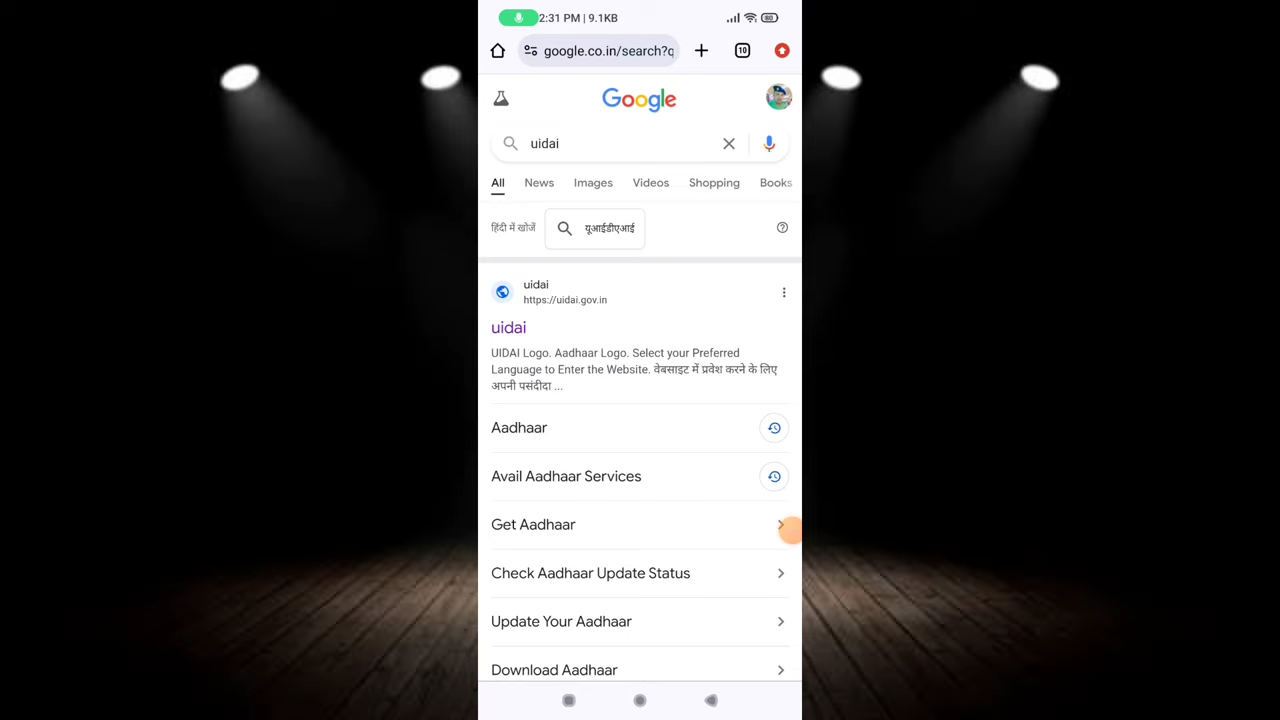 2:31 PM | 9.1KB
80
google.co.in/search?q
10
Google
uidai
All News Images Videos Shopping Books
हिंदी में खोजें यूआईडीएआई
uidai
https://uidai.gov.in
uidai
UIDAI Logo. Aadhaar Logo. Select your Preferred
Language to Enter the Website. वेबसाइट में प्रवेश करने के लिए
अपनी पसंदीदा ...
Aadhaar
Avail Aadhaar Services
Get Aadhaar
Check Aadhaar Update Status
Update Your Aadhaar
Download Aadhaar